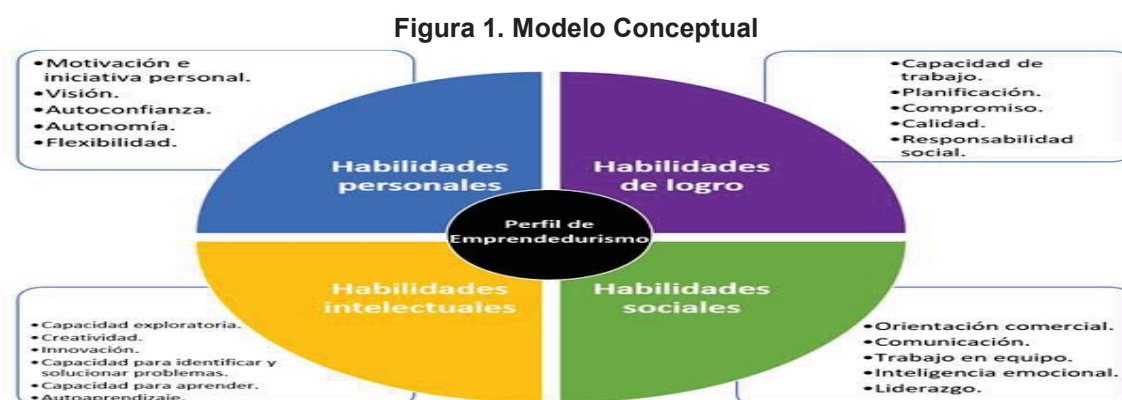 Figura 1. Modelo Conceptual
•Motivación e
iniciativa personal.
•Visión.
•Autoconfianza.
•Autonomía.
•Flexibilidad.
•Capacidad de
trabajo.
•Planificación.
•Compromiso.
•Calidad.
•Responsabilidad
social.
Habilidades
personales
Habilidades
de logro
Perfil de
Emprendedurismo
Habilidades
intelectuales
Habilidades
sociales
•Capacidad exploratoria.
•Creatividad.
•Innovación.
•Capacidad para identificar y
solucionar problemas.
•Capacidad para aprender.
•Autoaprendizaje.
•Orientación comercial.
•Comunicación.
•Trabajo en equipo.
•Inteligencia emocional.
•Liderazgo.